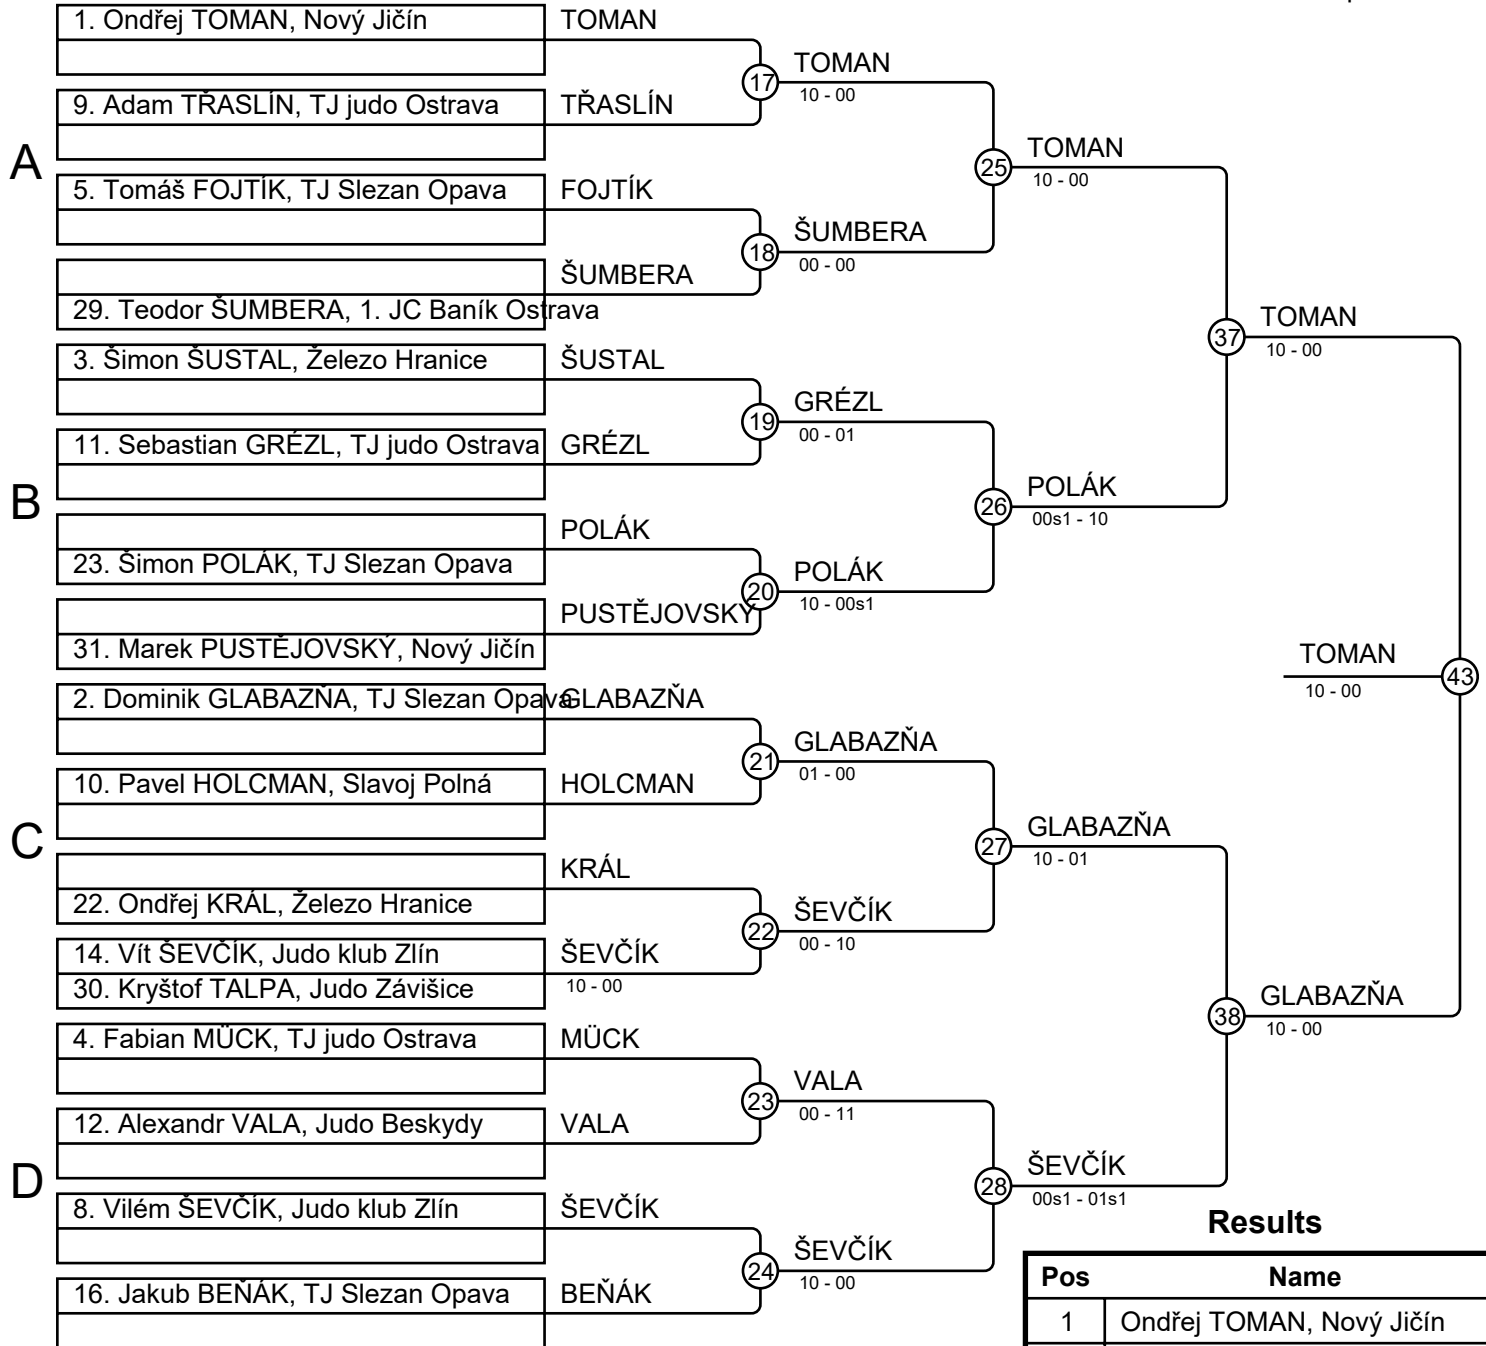 1. Ondřej TOMAN, Nový Jičín
TOMAN
17
TOMAN
10 - 00
9. Adam TŘASLÍN, TJ judo Ostrava
TŘASLÍN
A
25
TOMAN
10 - 00
5. Tomáš FOJTÍK, TJ Slezan Opava
FOJTÍK
18
ŠUMBERA
00 - 00
ŠUMBERA
29. Teodor ŠUMBERA, 1. JC Baník Ostrava
37
TOMAN
10 - 00
3. Šimon ŠUSTAL, Železo Hranice
ŠUSTAL
19
GRÉZL
00 - 01
11. Sebastian GRÉZL, TJ judo Ostrava
GRÉZL
B
26
POLÁK
00s1 - 10
POLÁK
23. Šimon POLÁK, TJ Slezan Opava
20
POLÁK
10 - 00s1
PUSTĚJOVSKÝ
31. Marek PUSTĚJOVSKÝ, Nový Jičín
TOMAN
10 - 00
43
2. Dominik GLABAZŇA, TJ Slezan Opava
GLABAZŇA
21
GLABAZŇA
01 - 00
10. Pavel HOLCMAN, Slavoj Polná
HOLCMAN
C
27
GLABAZŇA
10 - 01
KRÁL
22. Ondřej KRÁL, Železo Hranice
22
ŠEVČÍK
00 - 10
14. Vít ŠEVČÍK, Judo klub Zlín
ŠEVČÍK
10 - 00
30. Kryštof TALPA, Judo Závišice
38
GLABAZŇA
10 - 00
4. Fabian MÜCK, TJ judo Ostrava
MÜCK
23
VALA
00 - 11
12. Alexandr VALA, Judo Beskydy
VALA
D
28
ŠEVČÍK
00s1 - 01s1
8. Vilém ŠEVČÍK, Judo klub Zlín
ŠEVČÍK
24
ŠEVČÍK
10 - 00
16. Jakub BEŇÁK, TJ Slezan Opava
BEŇÁK
Results
Pos Name
1 Ondřej TOMAN, Nový Jičín